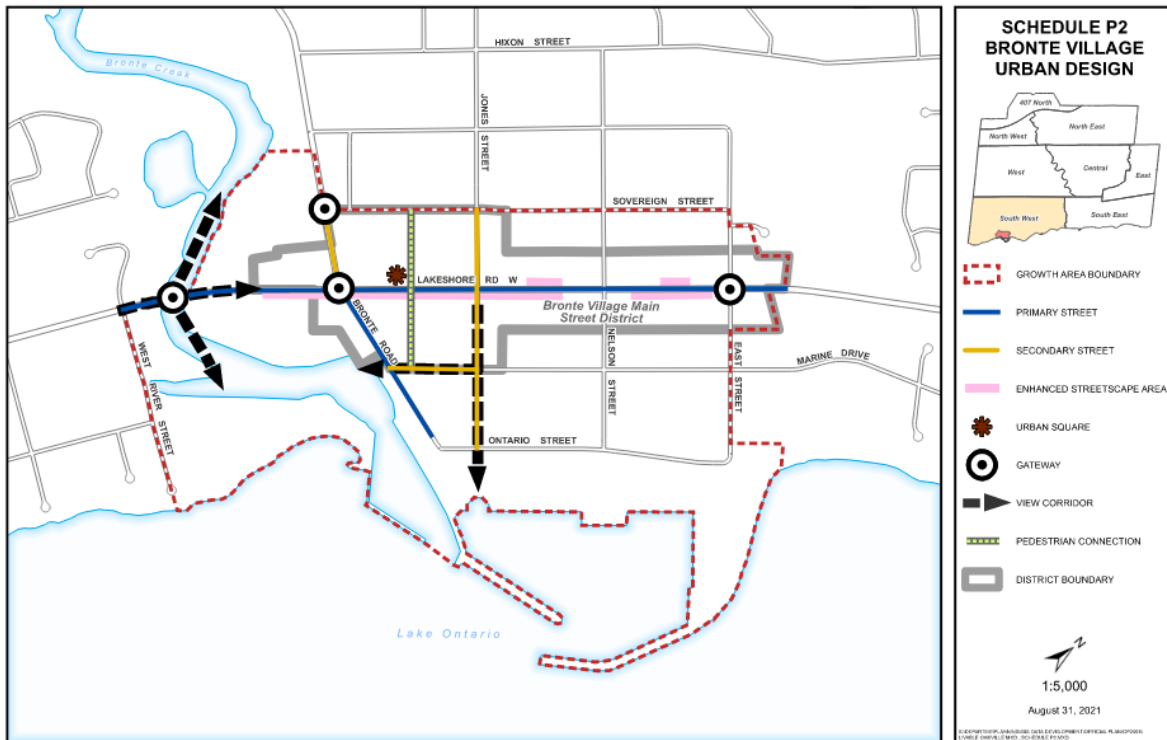 HIXON STREET
Bronte Creek
JONES STREET
SOVEREIGN STREET
LAKESHORE RD W
Bronte Village Main
Street District
BRONTE ROAD
NELSON STREET
EAST STREET
MARINE DRIVE
WEST RIVER STREET
ONTARIO STREET
Lake Ontario
SCHEDULE P2
BRONTE VILLAGE
URBAN DESIGN
407 North
North West
North East
West
Central
East
South West
South East
GROWTH AREA BOUNDARY
PRIMARY STREET
SECONDARY STREET
ENHANCED STREETSCAPE AREA
URBAN SQUARE
GATEWAY
VIEW CORRIDOR
PEDESTRIAN CONNECTION
DISTRICT BOUNDARY
N
1:5,000
August 31, 2021